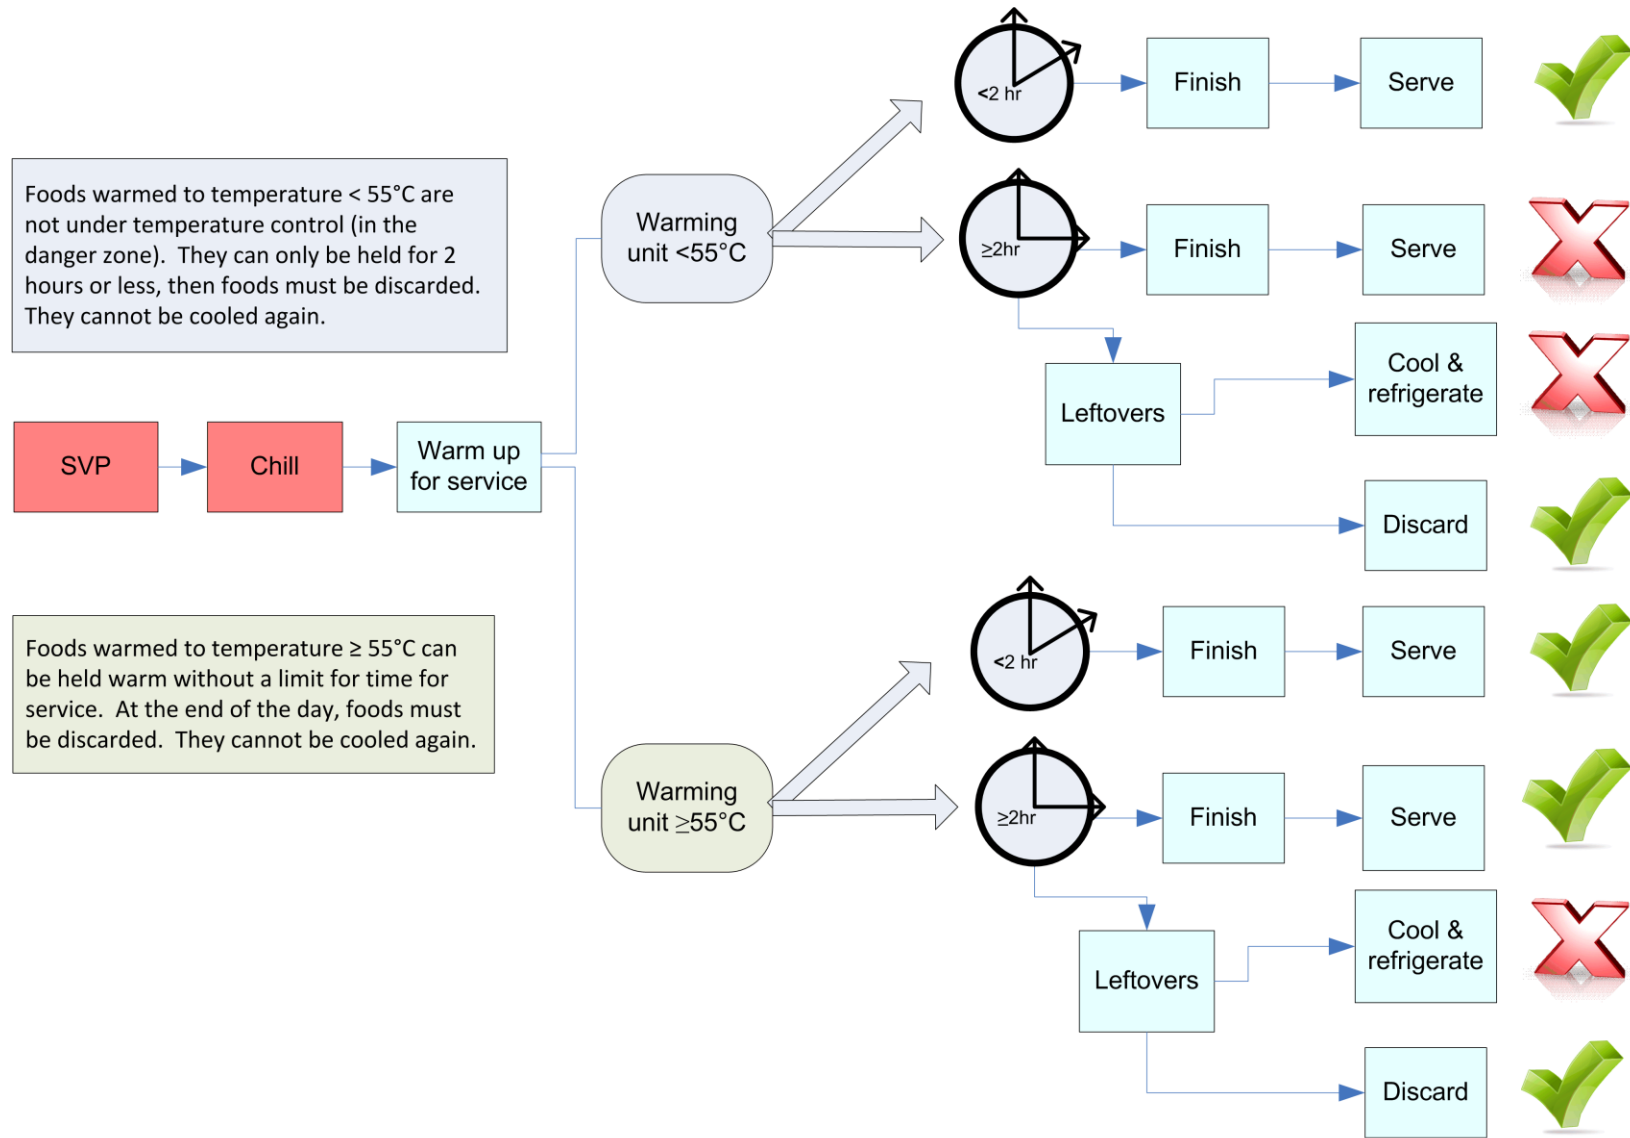 <2 hr
Finish
Serve
Foods warmed to temperature < 55°C are
not under temperature control (in the
danger zone).  They can only be held for 2
hours or less, then foods must be discarded.
They cannot be cooled again.
Warming
unit <55°C
≥2hr
Finish
Serve
Leftovers
Cool &
refrigerate
Discard
SVP
Chill
Warm up
for service
Foods warmed to temperature ≥ 55°C can
be held warm without a limit for time for
service.  At the end of the day, foods must
be discarded.  They cannot be cooled again.
Warming
unit ≥55°C
<2 hr
Finish
Serve
≥2hr
Finish
Serve
Leftovers
Cool &
refrigerate
Discard